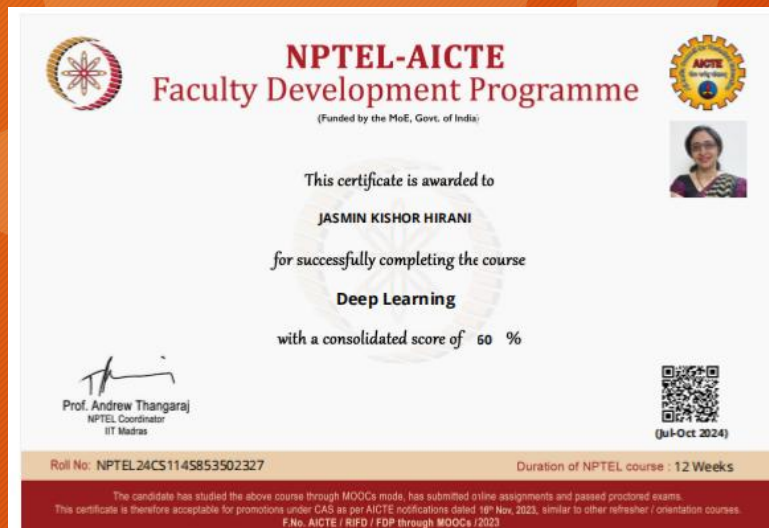 NPTEL-AICTE
Faculty Development Programme
(Funded by the MoE, Govt. of India)
AICTE
This certificate is awarded to
JASMIN KISHOR HIRANI
for successfully completing the course
Deep Learning
with a consolidated score of 60 %
Prof. Andrew Thangaraj
NPTEL Coordinator
IIT Madras
(Jul-Oct 2024)
Roll No: NPTEL24CS114S853502327
Duration of NPTEL course : 12 Weeks
The candidate has studied the above course through MOOCs mode, has submitted online assignments and passed proctored exams.
This certificate is therefore acceptable for promotions under CAS as per AICTE notifications dated 16th Nov, 2023, similar to other refresher / orientation courses.
F.No. AICTE / RIFD / FDP through MOOCs /2023